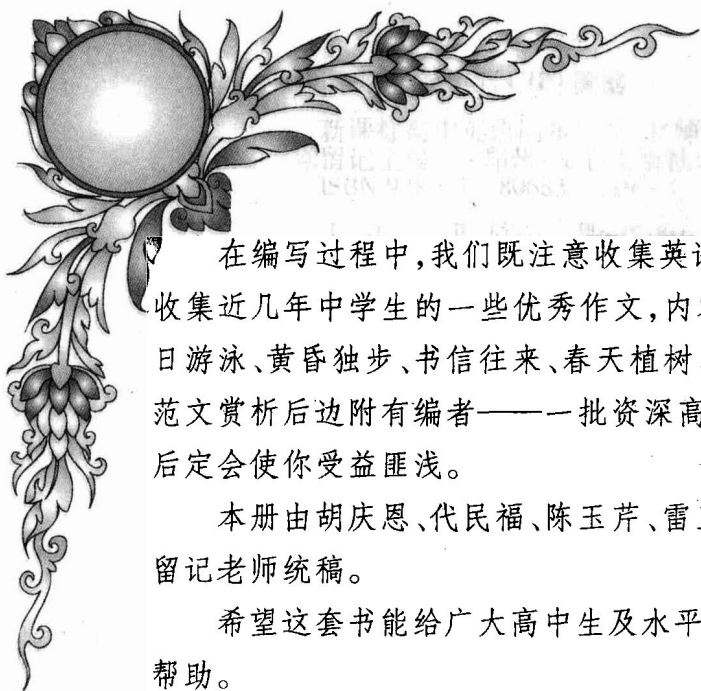 在编写过程中,我们既注意收集英语
收集近几年中学生的一些优秀作文,内容
日游泳、黄昏独步、书信往来、春天植树
范文赏析后边附有编者——一批资深高
后定会使你受益匪浅。
本册由胡庆恩、代民福、陈玉芹、雷
留记老师统稿。
希望这套书能给广大高中生及水平
帮助。